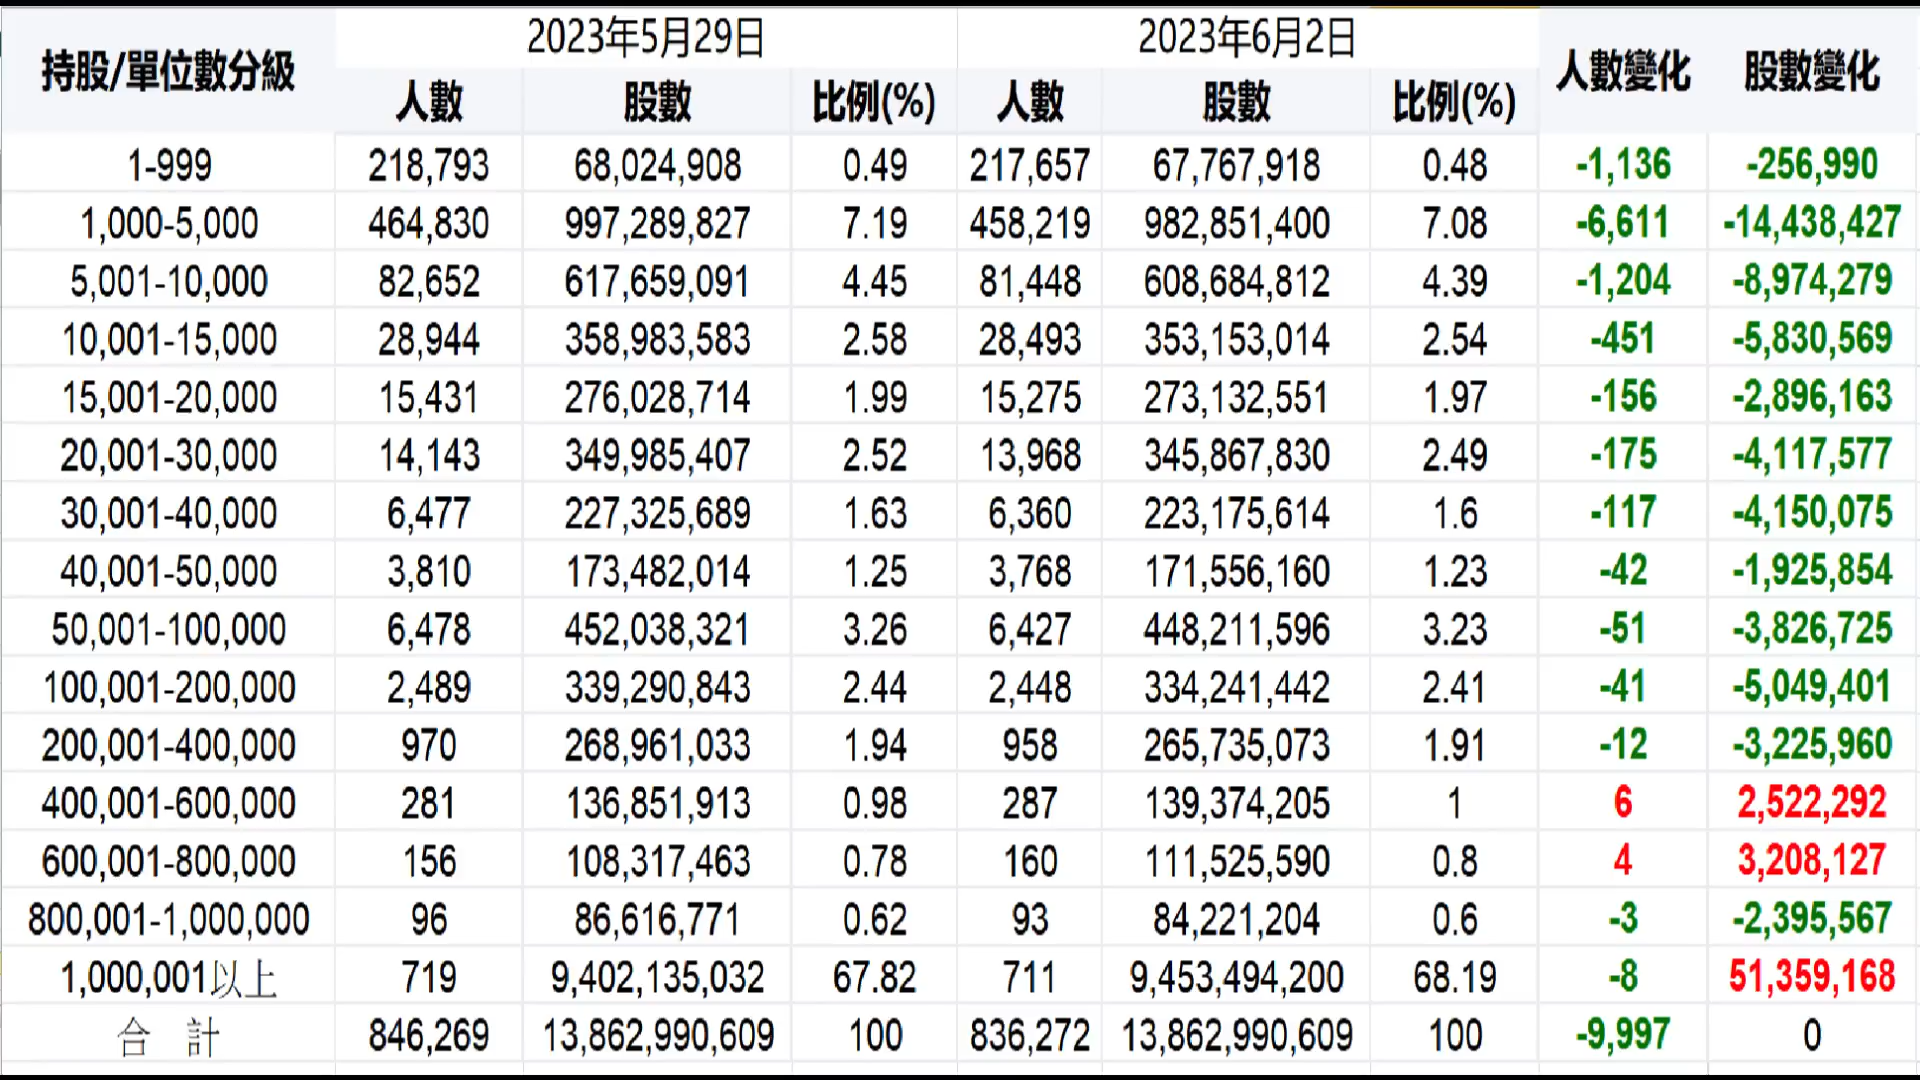 2023年5月29日 2023年6月2日
持股/單位數分級 人數變化 股數變化
人數 股數 比例(%) 人數 股數 比例(%)
1-999 218,793 68,024,908 0.49 217,657 67,767,918 0.48 -1,136 -256,990
1,000-5,000 464,830 997,289,827 7.19 458,219 982,851,400 7.08 -6,611 -14,438,427
5,001-10,000 82,652 617,659,091 4.45 81,448 608,684,812 4.39 -1,204 -8,974,279
10,001-15,000 28,944 358,983,583 2.58 28,493 353,153,014 2.54 -451 -5,830,569
15,001-20,000 15,431 276,028,714 1.99 15,275 273,132,551 1.97 -156 -2,896,163
20,001-30,000 14,143 349,985,407 2.52 13,968 345,867,830 2.49 -175 -4,117,577
30,001-40,000 6,477 227,325,689 1.63 6,360 223,175,614 1.6 -117 -4,150,075
40,001-50,000 3,810 173,482,014 1.25 3,768 171,556,160 1.23 -42 -1,925,854
50,001-100,000 6,478 452,038,321 3.26 6,427 448,211,596 3.23 -51 -3,826,725
100,001-200,000 2,489 339,290,843 2.44 2,448 334,241,442 2.41 -41 -5,049,401
200,001-400,000 970 268,961,033 1.94 958 265,735,073 1.91 -12 -3,225,960
400,001-600,000 281 136,851,913 0.98 287 139,374,205 1 6 2,522,292
600,001-800,000 156 108,317,463 0.78 160 111,525,590 0.8 4 3,208,127
800,001-1,000,000 96 86,616,771 0.62 93 84,221,204 0.6 -3 -2,395,567
1,000,001以上 719 9,402,135,032 67.82 711 9,453,494,200 68.19 -8 51,359,168
合 計 846,269 13,862,990,609 100 836,272 13,862,990,609 100 -9,997 0